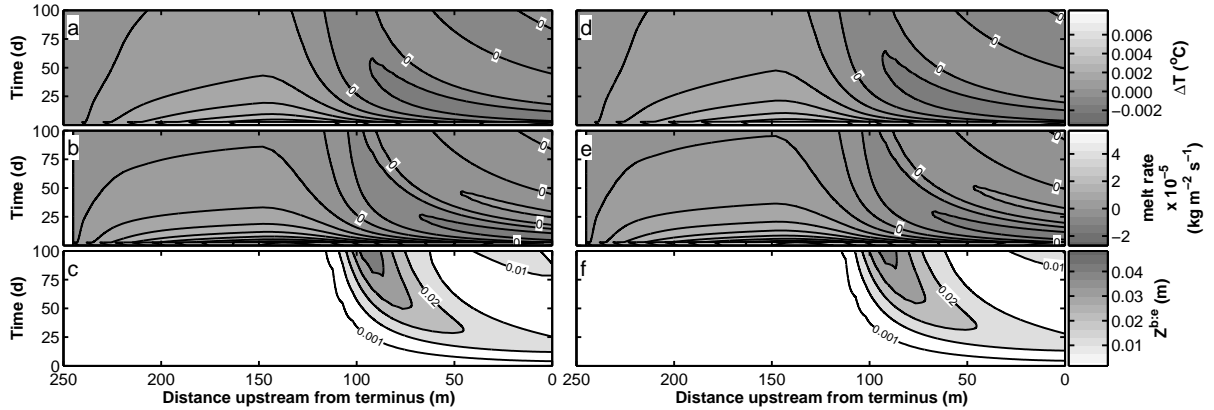 100
75
50
25
Time (d)
a
0
0
0
d
0
0
0
0.006
0.004
0.002
0.000
−0.002
ΔT (°C)
100
75
50
25
0
Time (d)
b
0
0
0
0
0
e
0
0
0
0
0
4
2
0
−2
melt rate
x 10−5
(kg m−2 s−1)
100
75
50
25
0
Time (d)
c
0.01
0.02
0.001
f
0.01
0.02
0.001
0.04
0.03
0.02
0.01
Zb:e (m)
250 200 150 100 50 0
250 200 150 100 50 0
Distance upstream from terminus (m)
Distance upstream from terminus (m)